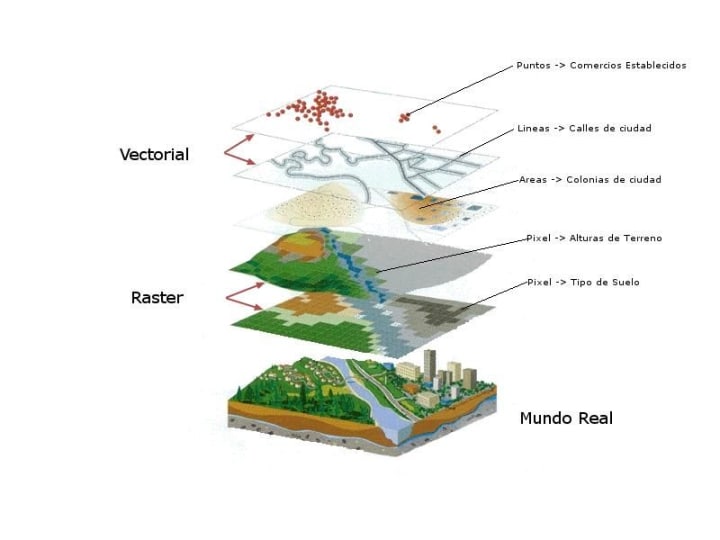 Puntos -> Comercios Establecidos
Lineas -> Calles de ciudad
Vectorial
Areas -> Colonias de ciudad
Pixel -> Alturas de Terreno
Pixel -> Tipo de Suelo
Raster
Mundo Real